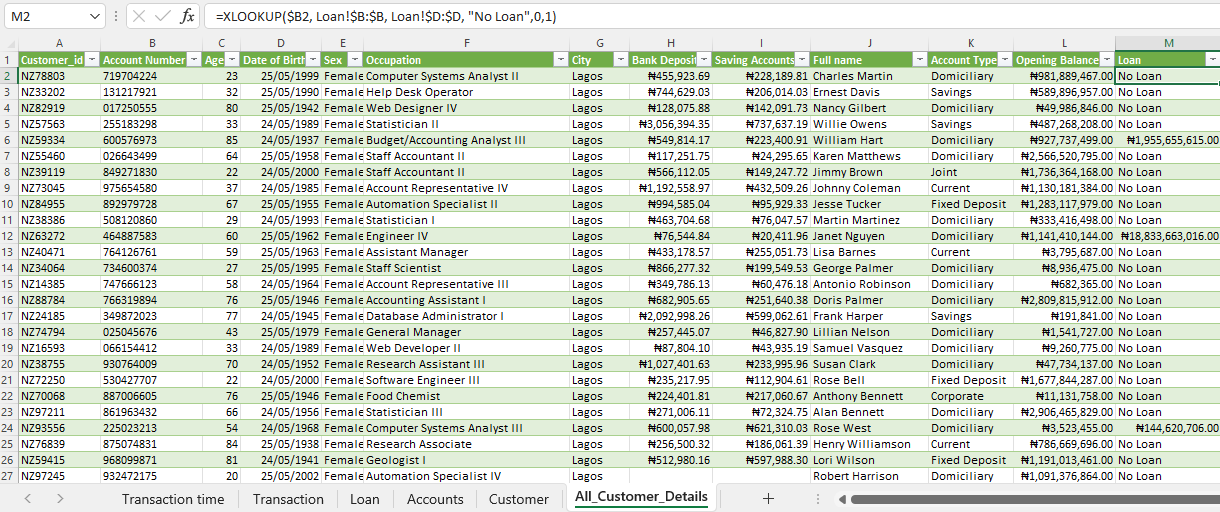 M2 fx =XLOOKUP($B2, Loan!$B:$B, Loan!$D:$D, "No Loan",0,1)
A B C D E F G H I J K L M
1 Customer_id Account Number Age Date of Birth Sex Occupation City Bank Deposit Saving Accounts Full name Account Type Opening Balance Loan
2 NZ78803 719704224 23 25/05/1999 Female Computer Systems Analyst II Lagos ₦455,923.69 ₦228,189.81 Charles Martin Domiciliary ₦981,889,467.00 No Loan
3 NZ33202 131217921 32 25/05/1990 Female Help Desk Operator Lagos ₦744,629.03 ₦206,014.03 Ernest Davis Savings ₦589,896,957.00 No Loan
4 NZ82919 017250555 80 25/05/1942 Female Web Designer IV Lagos ₦128,075.88 ₦142,091.73 Nancy Gilbert Domiciliary ₦49,986,846.00 No Loan
5 NZ57563 255183298 33 24/05/1989 Female Statistician II Lagos ₦3,056,394.35 ₦737,637.19 Willie Owens Savings ₦487,268,208.00 No Loan
6 NZ59334 600576973 85 24/05/1937 Female Budget/Accounting Analyst III Lagos ₦549,814.17 ₦223,400.91 William Hart Domiciliary ₦927,737,499.00 ₦1,955,655,615.00
7 NZ55460 026643499 64 25/05/1958 Female Staff Accountant II Lagos ₦117,251.75 ₦24,295.65 Karen Matthews Domiciliary ₦2,566,520,795.00 No Loan
8 NZ39119 849271830 22 24/05/2000 Female Staff Accountant II Lagos ₦566,112.05 ₦149,247.72 Jimmy Brown Joint ₦1,736,364,168.00 No Loan
9 NZ73045 975654580 37 24/05/1985 Female Account Representative IV Lagos ₦1,192,558.97 ₦432,509.26 Johnny Coleman Current ₦1,130,181,384.00 No Loan
10 NZ84955 892979728 67 25/05/1955 Female Automation Specialist II Lagos ₦994,585.04 ₦95,929.33 Jesse Tucker Fixed Deposit ₦1,283,117,979.00 No Loan
11 NZ38386 508120860 29 24/05/1993 Female Statistician I Lagos ₦463,704.68 ₦76,047.57 Martin Martinez Domiciliary ₦333,416,498.00 No Loan
12 NZ63272 464887583 60 25/05/1962 Female Engineer IV Lagos ₦76,544.84 ₦20,411.96 Janet Nguyen Domiciliary ₦1,141,410,144.00 ₦18,833,663,016.00
13 NZ40471 764126761 59 25/05/1963 Female Assistant Manager Lagos ₦433,178.57 ₦255,051.73 Lisa Barnes Current ₦3,795,687.00 No Loan
14 NZ34064 734600374 27 25/05/1995 Female Staff Scientist Lagos ₦866,277.32 ₦199,549.53 George Palmer Domiciliary ₦8,936,475.00 No Loan
15 NZ14385 747666123 58 24/05/1964 Female Account Representative III Lagos ₦349,786.13 ₦60,476.18 Antonio Robinson Domiciliary ₦682,365.00 No Loan
16 NZ88784 766319894 76 25/05/1946 Female Accounting Assistant I Lagos ₦682,905.65 ₦251,640.38 Doris Palmer Domiciliary ₦2,809,815,912.00 No Loan
17 NZ24185 349872023 77 24/05/1945 Female Database Administrator I Lagos ₦2,092,998.26 ₦599,062.61 Frank Harper Savings ₦191,841.00 No Loan
18 NZ74794 025045676 43 25/05/1979 Female General Manager Lagos ₦257,445.07 ₦46,827.90 Lillian Nelson Domiciliary ₦1,541,727.00 No Loan
19 NZ16593 066154412 33 24/05/1989 Female Web Developer II Lagos ₦87,804.10 ₦43,935.19 Samuel Vasquez Domiciliary ₦9,260,775.00 No Loan
20 NZ38755 930764009 70 24/05/1952 Female Research Assistant III Lagos ₦1,027,401.63 ₦233,995.96 Susan Clark Domiciliary ₦47,734,137.00 No Loan
21 NZ72250 530427707 22 24/05/2000 Female Software Engineer III Lagos ₦235,217.95 ₦112,904.61 Rose Bell Fixed Deposit ₦1,677,844,287.00 No Loan
22 NZ70068 887006605 76 25/05/1946 Female Food Chemist Lagos ₦224,401.81 ₦217,060.67 Anthony Bennett Corporate ₦11,131,758.00 No Loan
23 NZ97211 861963432 66 24/05/1956 Female Statistician III Lagos ₦271,006.11 ₦72,324.75 Alan Bennett Domiciliary ₦2,906,465,829.00 No Loan
24 NZ93556 225023213 54 24/05/1968 Female Computer Systems Analyst III Lagos ₦600,057.98 ₦621,310.03 Rose West Domiciliary ₦3,523,455.00 ₦144,620,706.00
25 NZ76839 875074831 84 25/05/1938 Female Research Associate Lagos ₦256,500.32 ₦186,061.39 Henry Williamson Current ₦786,669,696.00 No Loan
26 NZ59415 968099871 81 24/05/1941 Female Geologist I Lagos ₦512,980.16 ₦597,988.30 Lori Wilson Fixed Deposit ₦1,191,013,461.00 No Loan
27 NZ97245 932472175 20 25/05/2002 Female Automation Specialist IV Lagos Robert Harrison Domiciliary ₦1,091,376,864.00 No Loan
Transaction time Transaction Loan Accounts Customer All_Customer_Details +